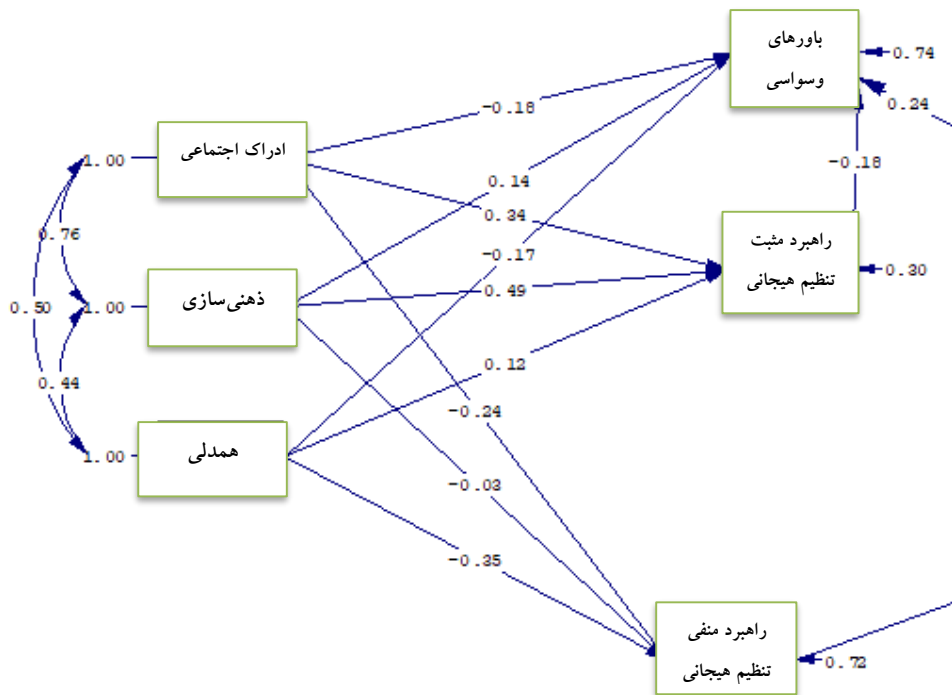 باورهای
وسواسی
0.74
0.24
-0.18
-0.18
1.00
ادراک اجتماعی
0.14
0.34
راهبرد مثبت
تنظیم هیجانی
0.76
-0.17
0.30
0.50
1.00
ذهنی‌سازی
0.49
0.12
0.44
-0.24
1.00
همدلی
-0.03
-0.35
راهبرد منفی
تنظیم هیجانی
0.72